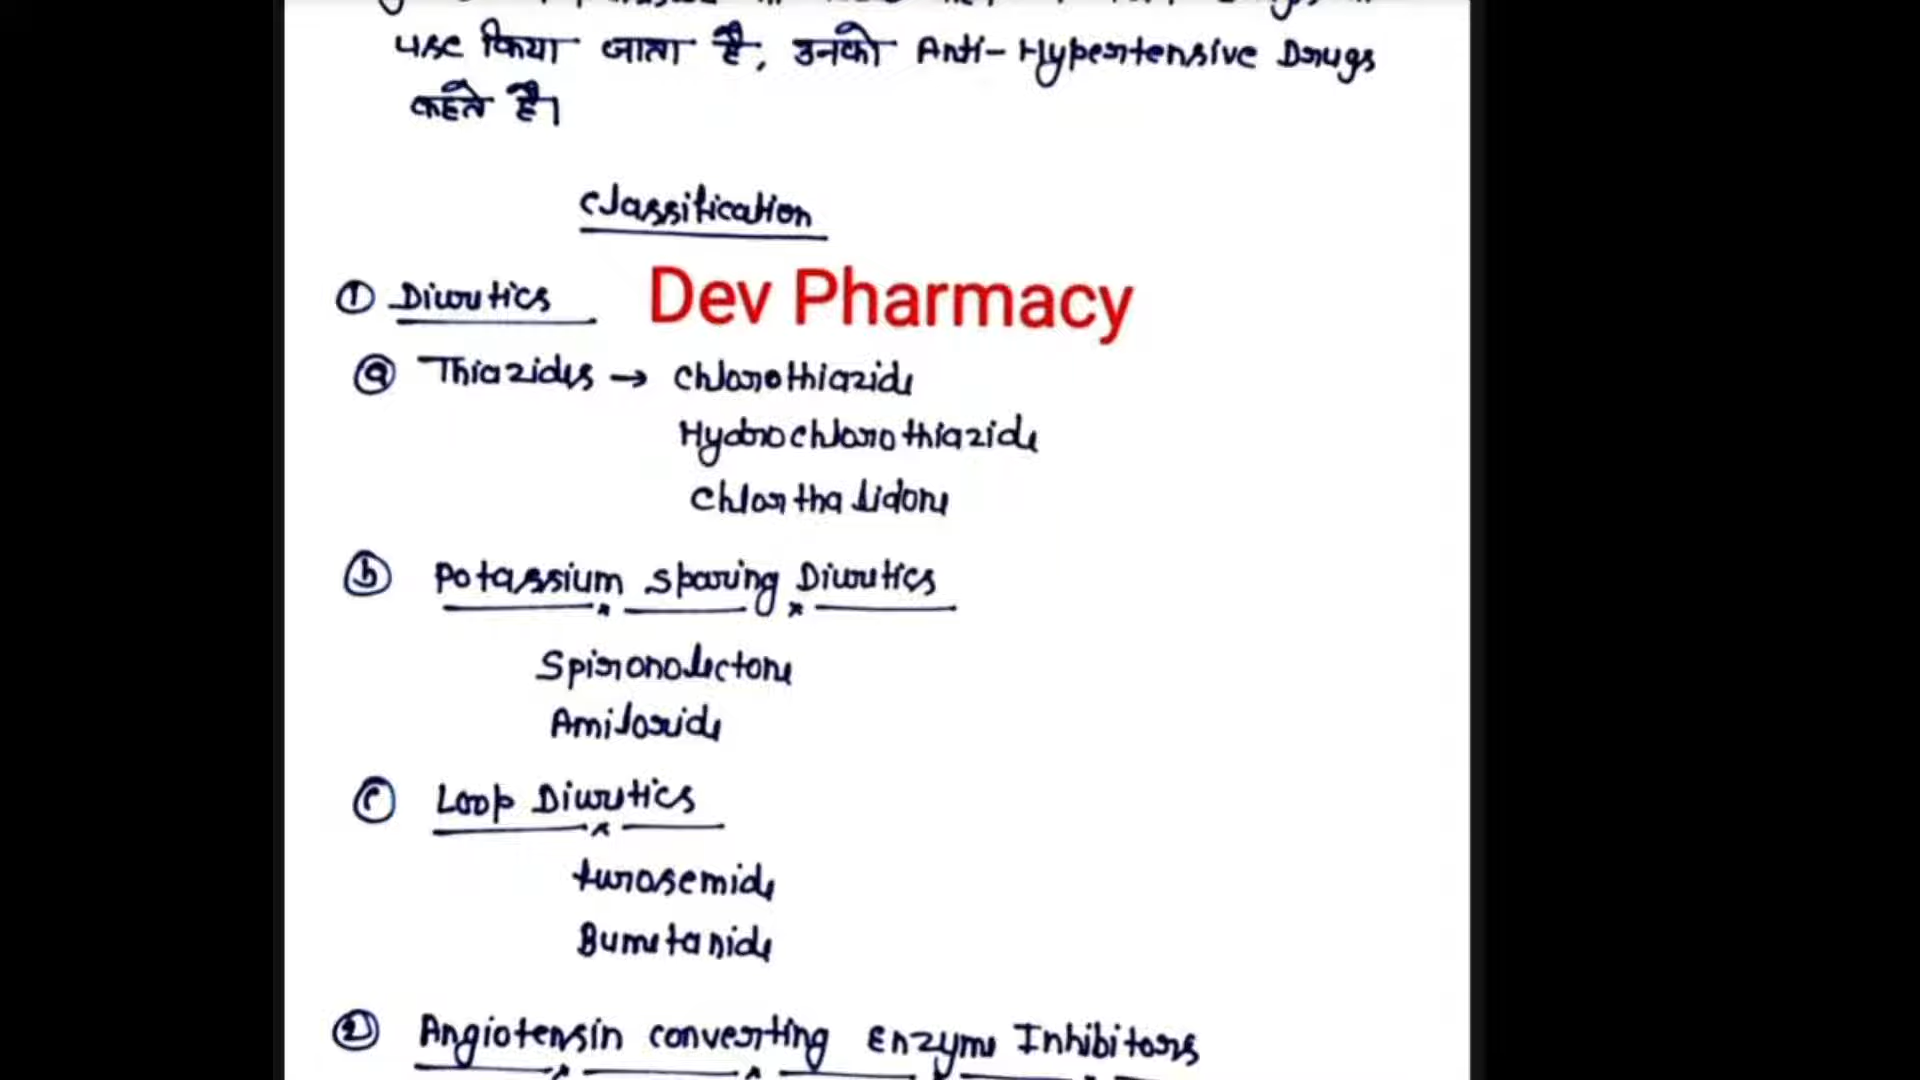 use किया जाता है, उनको Anti-Hypertensive Drugs
कहते है।
Classification
① Diuretics
Dev Pharmacy
ⓐ Thiazides → Chlorothiazide
Hydrochlorothiazide
Chlorthalidone
ⓑ Potassium sparing Diuretics
Spironolectone
Amiloride
ⓒ Loop Diuretics
furosemide
Bumetanide
② Angiotensin converting Enzyme Inhibitors